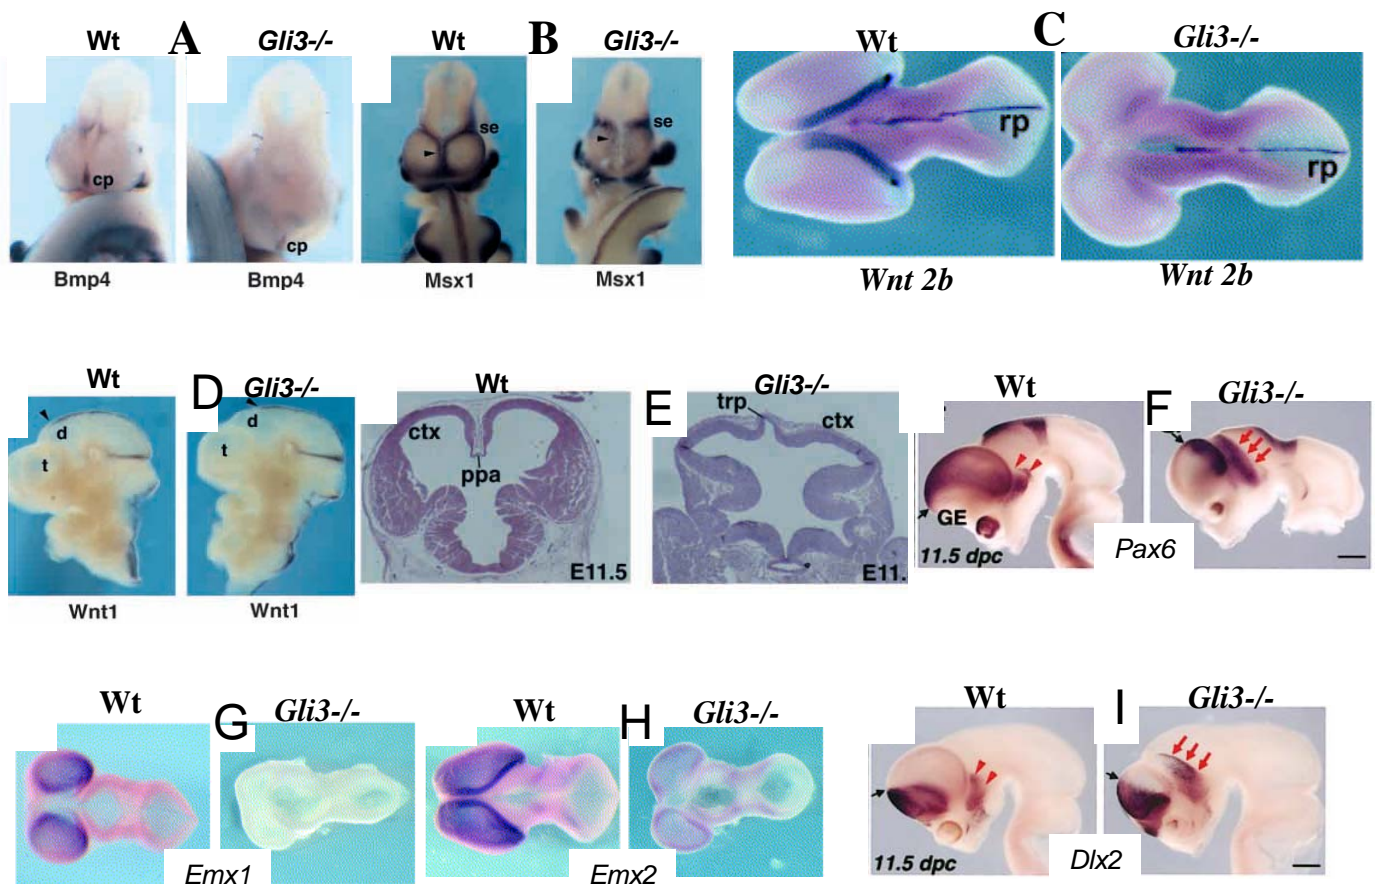 Wt A Gli3-/- Wt B Gli3-/-
cp
cp
se
se
Bmp4 Bmp4 Msx1 Msx1
Wt C Gli3-/-
rp
rp
Wnt 2b Wnt 2b
Wt D Gli3-/-
d
t
d
t
Wnt1 Wnt1
Wt E Gli3-/-
ctx
ppa
E11.5
trp
ctx
E11.
Wt F Gli3-/-
GE
11.5 dpc
Pax6
Wt G Gli3-/-
Emx1
Wt H Gli3-/-
Emx2
Wt I Gli3-/-
11.5 dpc
Dlx2